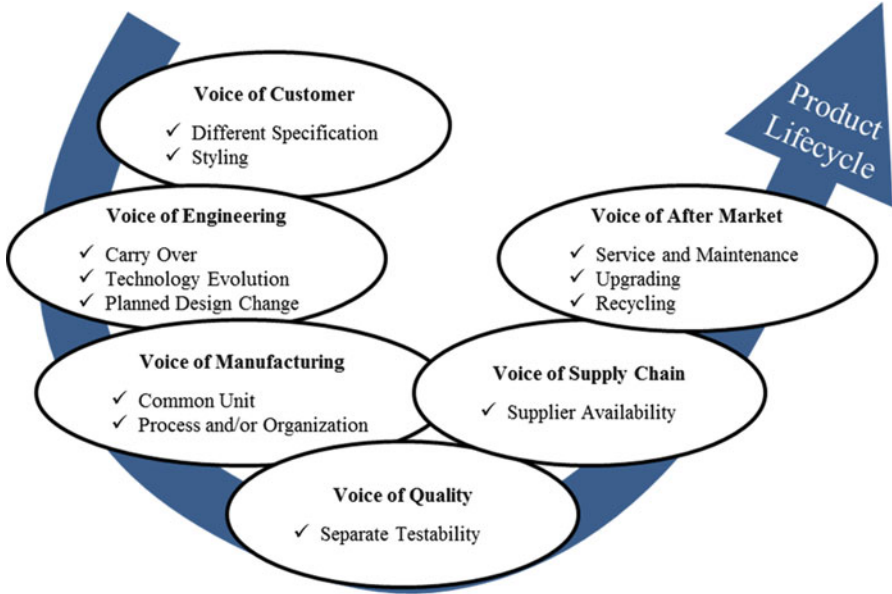 Voice of Customer
✓ Different Specification
✓ Styling
Voice of Engineering
✓ Carry Over
✓ Technology Evolution
✓ Planned Design Change
Voice of Manufacturing
✓ Common Unit
✓ Process and/or Organization
Voice of Quality
✓ Separate Testability
Voice of Supply Chain
✓ Supplier Availability
Voice of After Market
✓ Service and Maintenance
✓ Upgrading
✓ Recycling
Product
Lifecycle